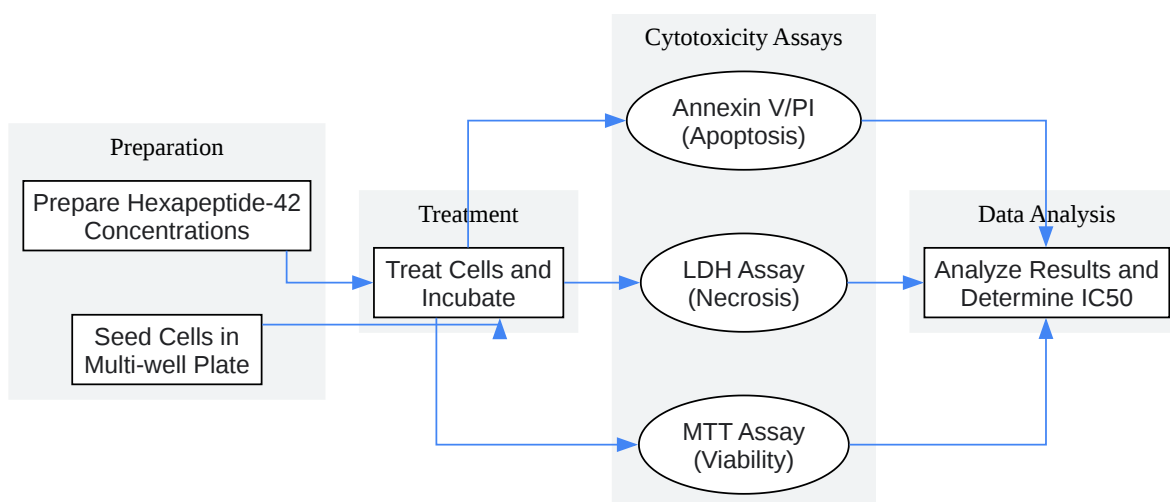 Preparation
Prepare Hexapeptide-42
Concentrations
Seed Cells in
Multi-well Plate
Treatment
Treat Cells and
Incubate
Cytotoxicity Assays
Annexin V/PI
(Apoptosis)
LDH Assay
(Necrosis)
MTT Assay
(Viability)
Data Analysis
Analyze Results and
Determine IC50